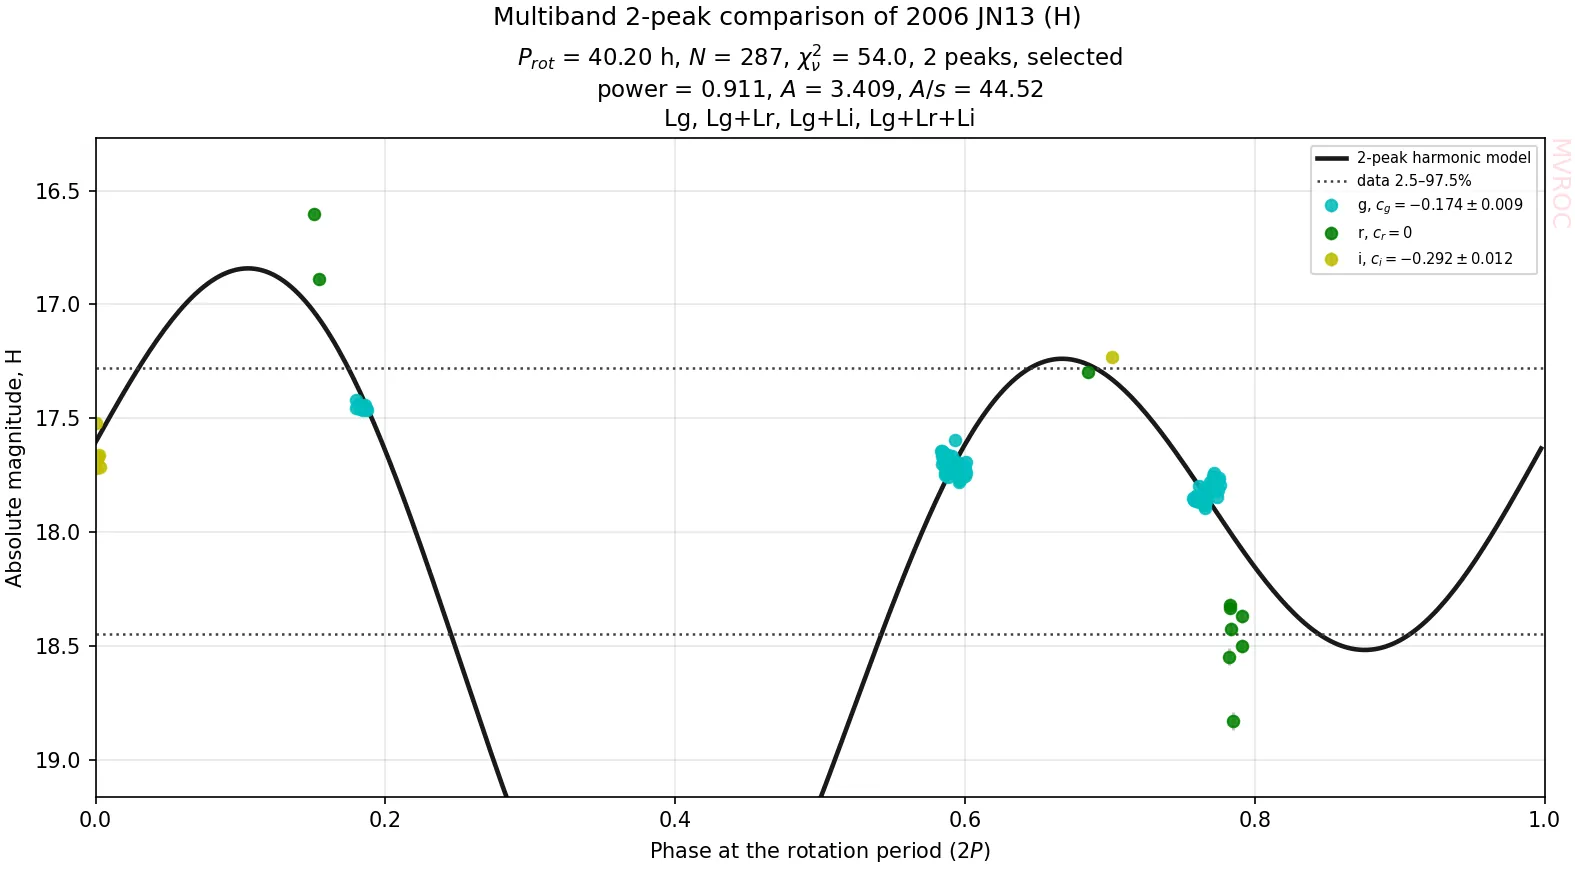 Multiband 2-peak comparison of 2006 JN13 (H)
P_rot = 40.20 h, N = 287, χ²_ν = 54.0, 2 peaks, selected
power = 0.911, A = 3.409, A/s = 44.52
Lg, Lg+Lr, Lg+Li, Lg+Lr+Li
2-peak harmonic model
data 2.5–97.5%
g, c_g = −0.174 ± 0.009
r, c_r = 0
i, c_i = −0.292 ± 0.012
MVROC
Absolute magnitude, H
16.5
17.0
17.5
18.0
18.5
19.0
0.0 0.2 0.4 0.6 0.8 1.0
Phase at the rotation period (2P)